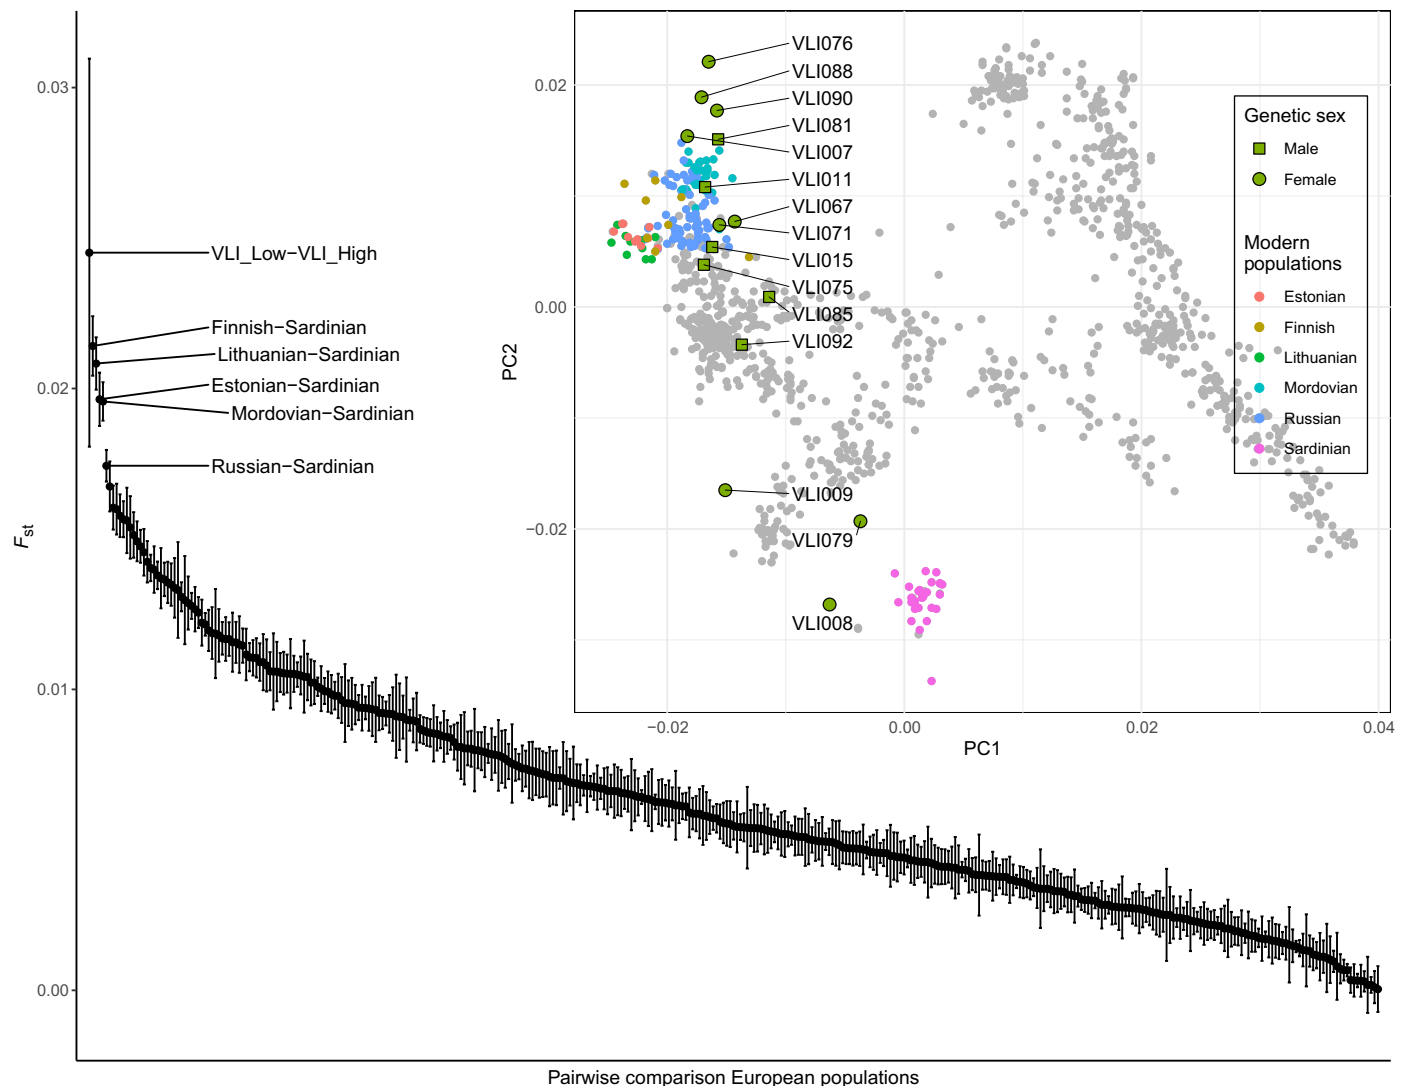 0.03
0.02
0.01
0.00
Fst
VLI_Low−VLI_High
Finnish−Sardinian
Lithuanian−Sardinian
Estonian−Sardinian
Mordovian−Sardinian
Russian−Sardinian
Pairwise comparison European populations
0.02
0.00
−0.02
PC2
VLI076
VLI088
VLI090
VLI081
VLI007
VLI011
VLI067
VLI071
VLI015
VLI075
VLI085
VLI092
VLI009
VLI079
VLI008
Genetic sex
Male
Female
Modern
populations
Estonian
Finnish
Lithuanian
Mordovian
Russian
Sardinian
−0.02
0.00
0.02
0.04
PC1